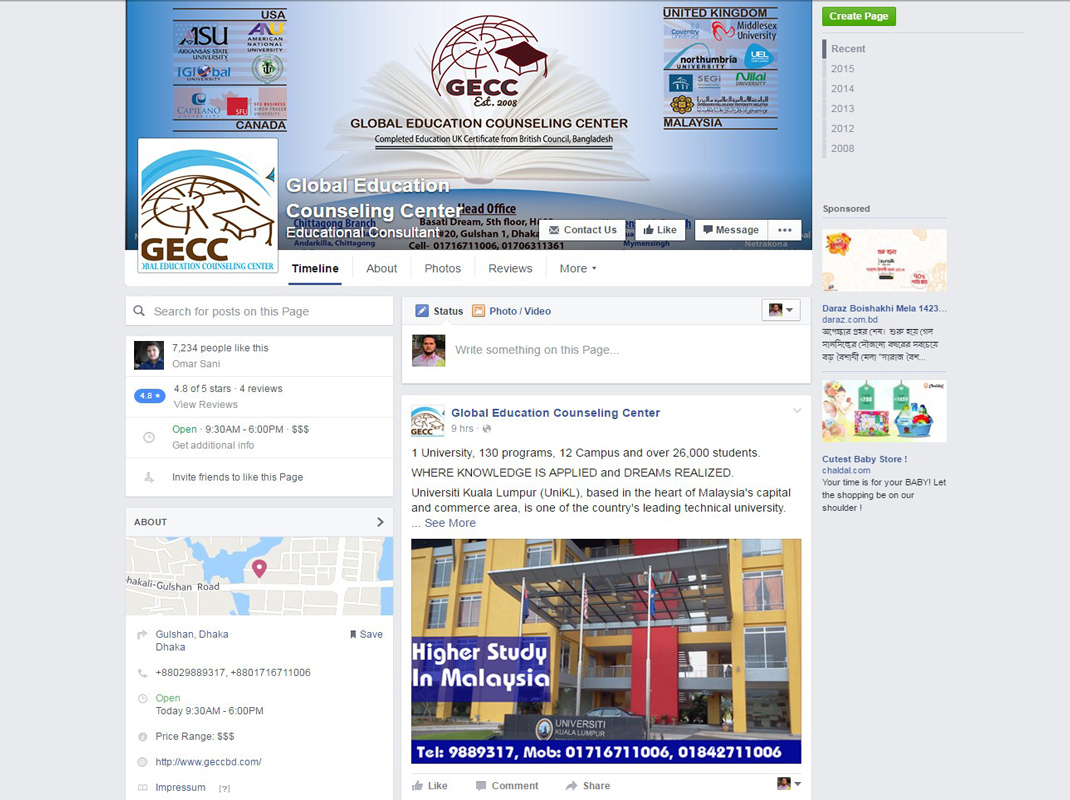 USA
ASU
ARKANSAS STATE
UNIVERSITY
AMERICAN
NATIONAL
UNIVERSITY
IGlobal
UNIVERSITY
CAPILANO
UNIVERSITY
SFU
CANADA
GECC
Est. 2008
GLOBAL EDUCATION COUNSELING CENTER
Completed Education UK Certificate from British Council, Bangladesh
UNITED KINGDOM
Coventry
University
Middlesex
University
northumbria
UNIVERSITY
UEL
SEGi
University
Nilai
UNIVERSITY
MALAYSIA
GECC
GLOBAL EDUCATION COUNSELING CENTER
Global Education
Counseling Center
Educational Consultant
Head Office
Chittagong Branch
Basati Dream, 5th floor,
#20, Gulshan 1, Dhaka
Andarkilla, Chittagong
Cell- 01716711006, 01706311361
Mymensingh
Netrakona
Contact Us
Like
Message
Timeline
About
Photos
Reviews
More
Create Page
Recent
2015
2014
2013
2012
2008
Search for posts on this Page
7,234 people like this
Omar Sani
4.8
4.8 of 5 stars · 4 reviews
View Reviews
Open · 9:30AM - 6:00PM · $$$
Get additional info
Invite friends to like this Page
ABOUT
hakali-Gulshan Road
Gulshan, Dhaka
Dhaka
Save
+88029889317, +8801716711006
Open
Today 9:30AM - 6:00PM
Price Range: $$$
http://www.geccbd.com/
Impressum [?]
Status
Photo / Video
Write something on this Page...
GECC
Global Education Counseling Center
9 hrs ·
1 University, 130 programs, 12 Campus and over 26,000 students.
WHERE KNOWLEDGE IS APPLIED and DREAMs REALIZED.
Universiti Kuala Lumpur (UniKL), based in the heart of Malaysia's capital
and commerce area, is one of the country's leading technical university.
... See More
Higher Study
In Malaysia
UNIVERSITI
KUALA LUMPUR
Tel: 9889317, Mob: 01716711006, 01842711006
Like
Comment
Share
Sponsored
sunsilk
90%
Daraz Boishakhi Mela 1423...
daraz.com.bd
অপেক্ষার প্রহর শেষ। শুরু হয়ে গেল
Chaldal.com
Cutest Baby Store !
chaldal.com
Your time is for your BABY! Let
the shopping be on our
shoulder !